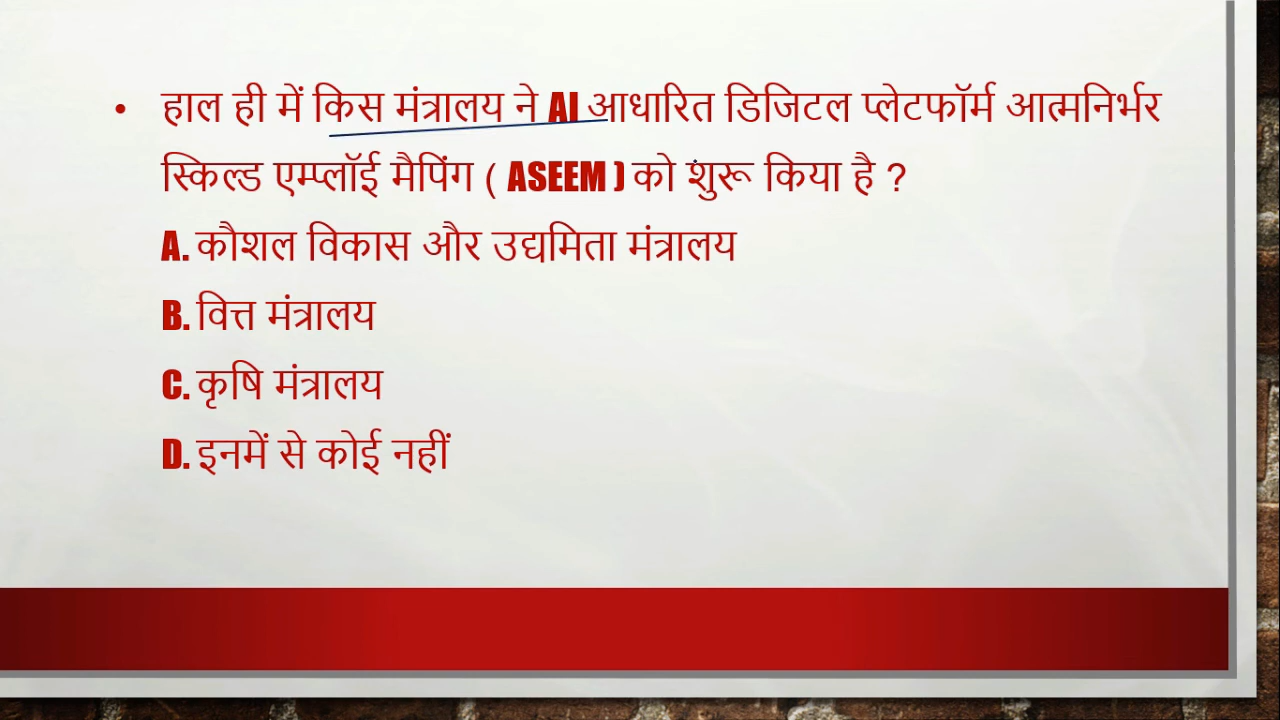 • हाल ही में किस मंत्रालय ने AI आधारित डिजिटल प्लेटफॉर्म आत्मनिर्भर
स्किल्ड एम्प्लॉई मैपिंग ( ASEEM ) को शुरू किया है ?
A. कौशल विकास और उद्यमिता मंत्रालय
B. वित्त मंत्रालय
C. कृषि मंत्रालय
D. इनमें से कोई नहीं